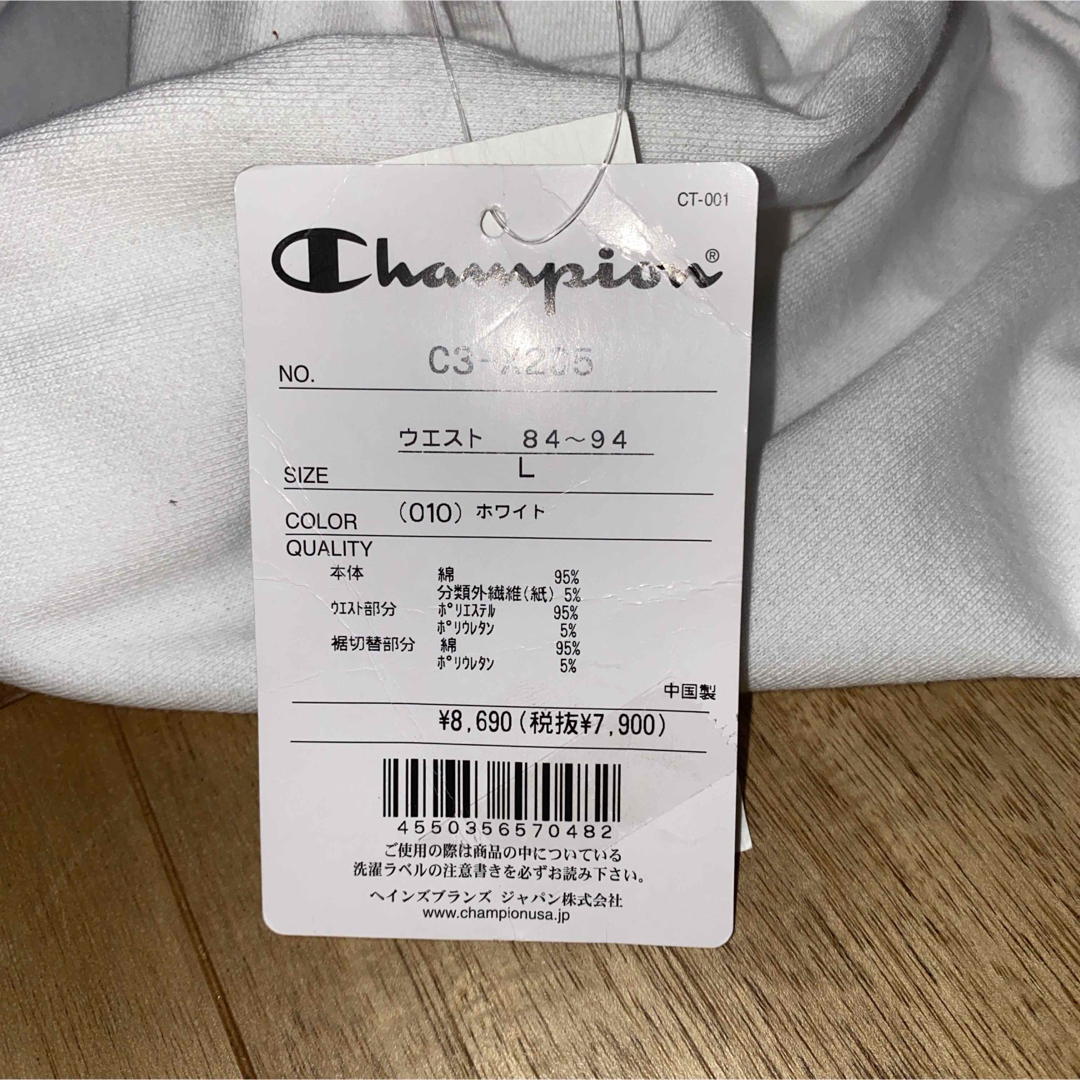 CT-001
Champion®
NO. C3-X205
ウエスト 84～94
SIZE L
COLOR (010) ホワイト
QUALITY
本体 綿 95%
分類外繊維(紙) 5%
ｳｴｽﾄ部分 ﾎﾟﾘｴｽﾃﾙ 95%
ﾎﾟﾘｳﾚﾀﾝ 5%
裾切替部分 綿 95%
ﾎﾟﾘｳﾚﾀﾝ 5%
中国製
¥8,690(税抜¥7,900)
4550356570482
ご使用の際は商品の中についている
洗濯ラベルの注意書きを必ずお読み下さい。
ヘインズブランズ ジャパン株式会社
www.championusa.jp